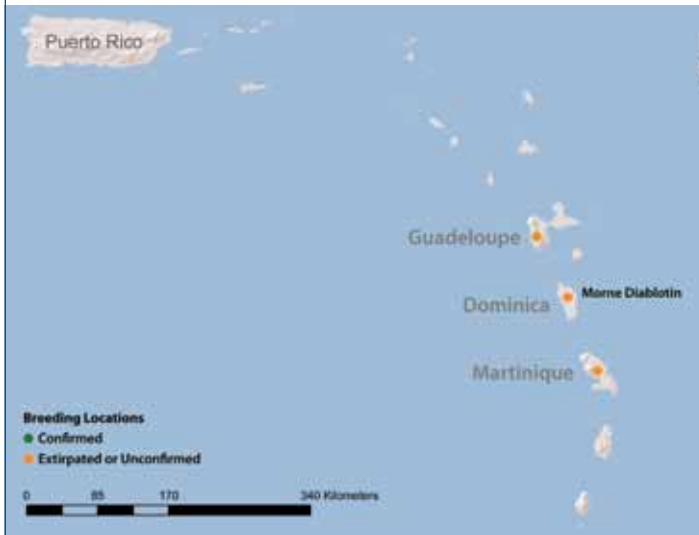 Puerto Rico
Guadeloupe
Morne Diablotin
Dominica
Martinique
Breeding Locations
Confirmed
Extirpated or Unconfirmed
0 85 170 340 Kilometers